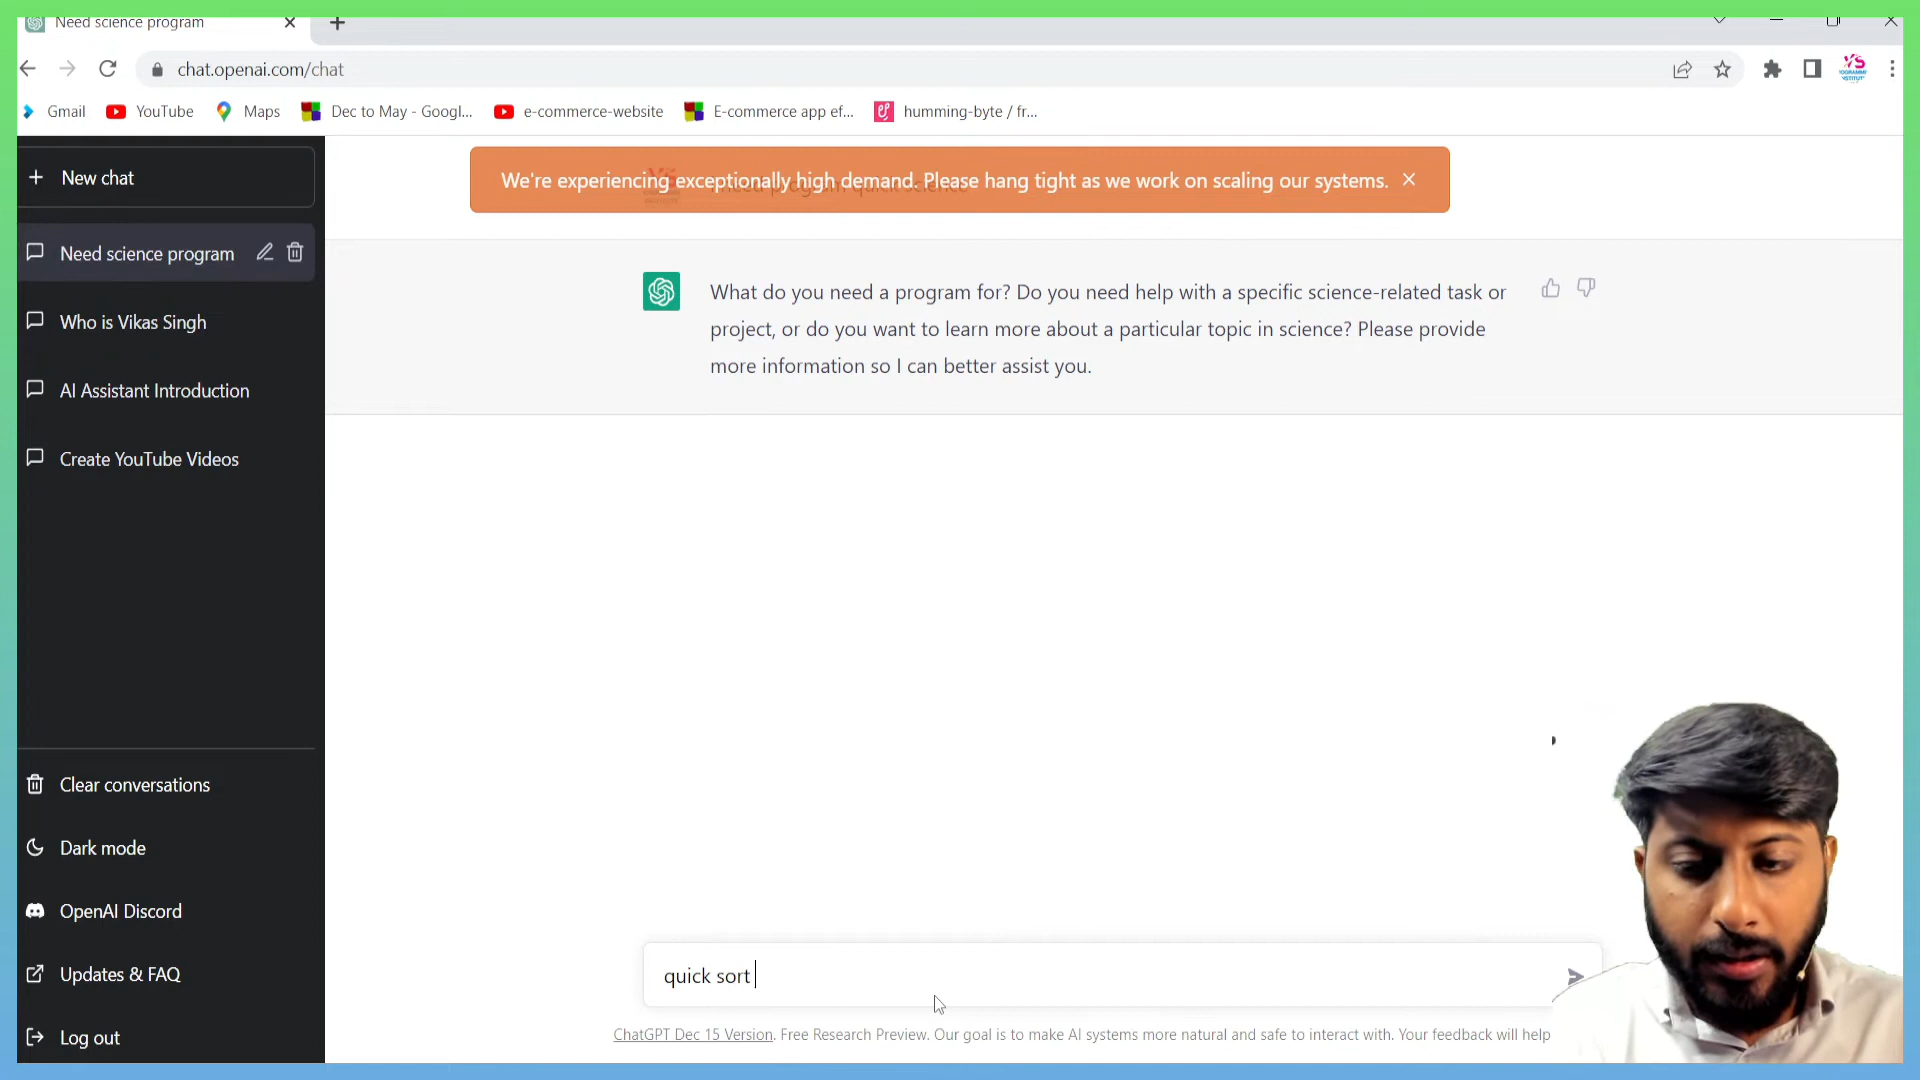 Need science program
chat.openai.com/chat
Gmail YouTube Maps Dec to May - Googl... e-commerce-website E-commerce app ef... humming-byte / fr...
New chat
We're experiencing exceptionally high demand. Please hang tight as we work on scaling our systems.
Need science program
Who is Vikas Singh
AI Assistant Introduction
Create YouTube Videos
What do you need a program for? Do you need help with a specific science-related task or
project, or do you want to learn more about a particular topic in science? Please provide
more information so I can better assist you.
Clear conversations
Dark mode
OpenAI Discord
Updates & FAQ
Log out
quick sort
ChatGPT Dec 15 Version. Free Research Preview. Our goal is to make AI systems more natural and safe to interact with. Your feedback will help